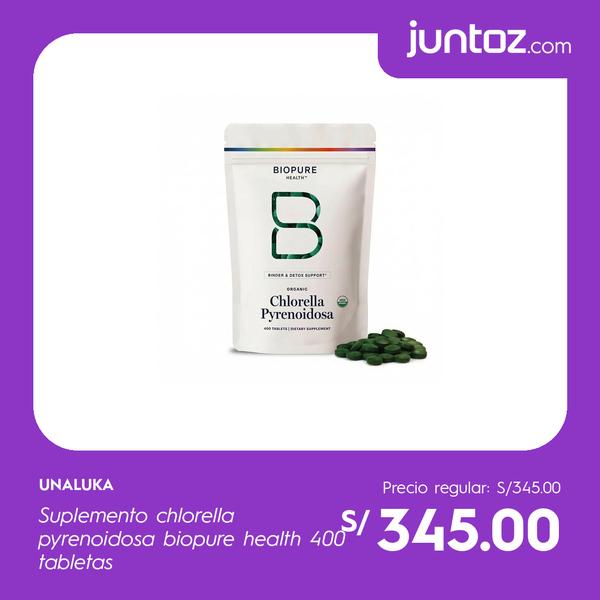 juntoz.com
BIOPURE
HEALTH™
BINDER & DETOX SUPPORT*
ORGANIC
Chlorella
Pyrenoidosa
400 TABLETS | DIETARY SUPPLEMENT
UNALUKA
Suplemento chlorella
pyrenoidosa biopure health 400
tabletas
Precio regular: S/345.00
S/ 345.00